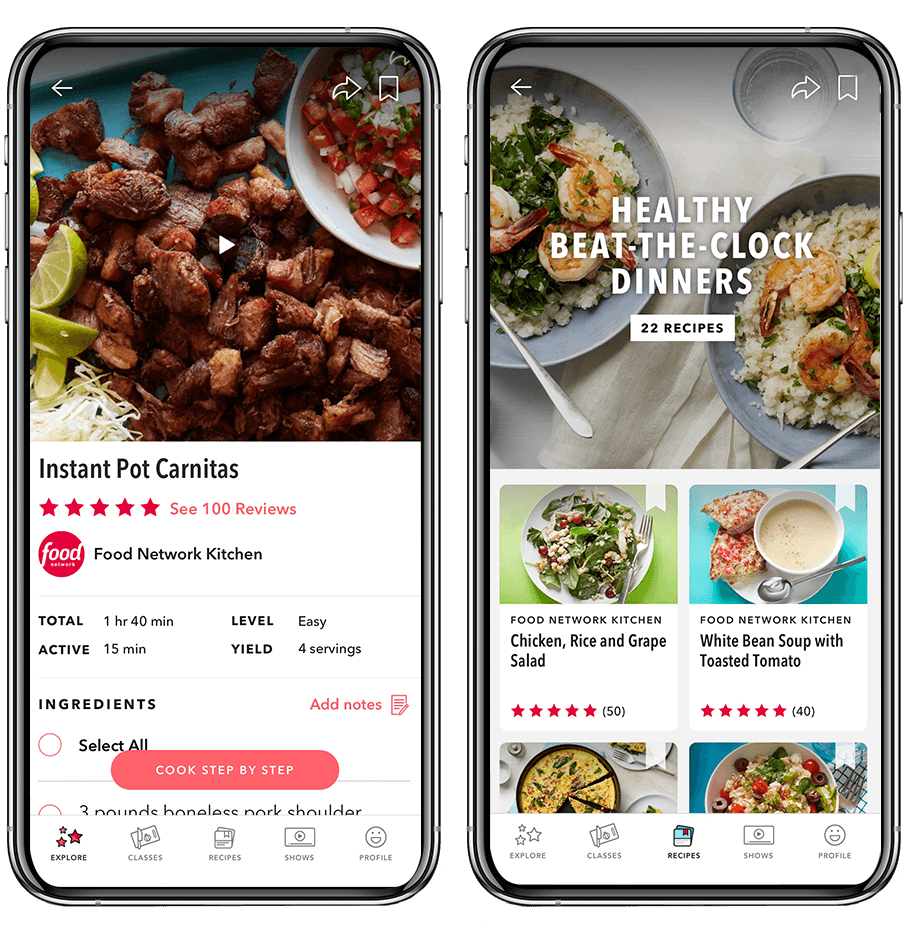 Instant Pot Carnitas
See 100 Reviews
food
network
Food Network Kitchen
TOTAL 1 hr 40 min LEVEL Easy
ACTIVE 15 min YIELD 4 servings
INGREDIENTS Add notes
Select All
COOK STEP BY STEP
3 pounds boneless pork shoulder
EXPLORE CLASSES RECIPES SHOWS PROFILE
HEALTHY
BEAT-THE-CLOCK
DINNERS
22 RECIPES
FOOD NETWORK KITCHEN
Chicken, Rice and Grape
Salad
(50)
FOOD NETWORK KITCHEN
White Bean Soup with
Toasted Tomato
(40)
EXPLORE CLASSES RECIPES SHOWS PROFILE